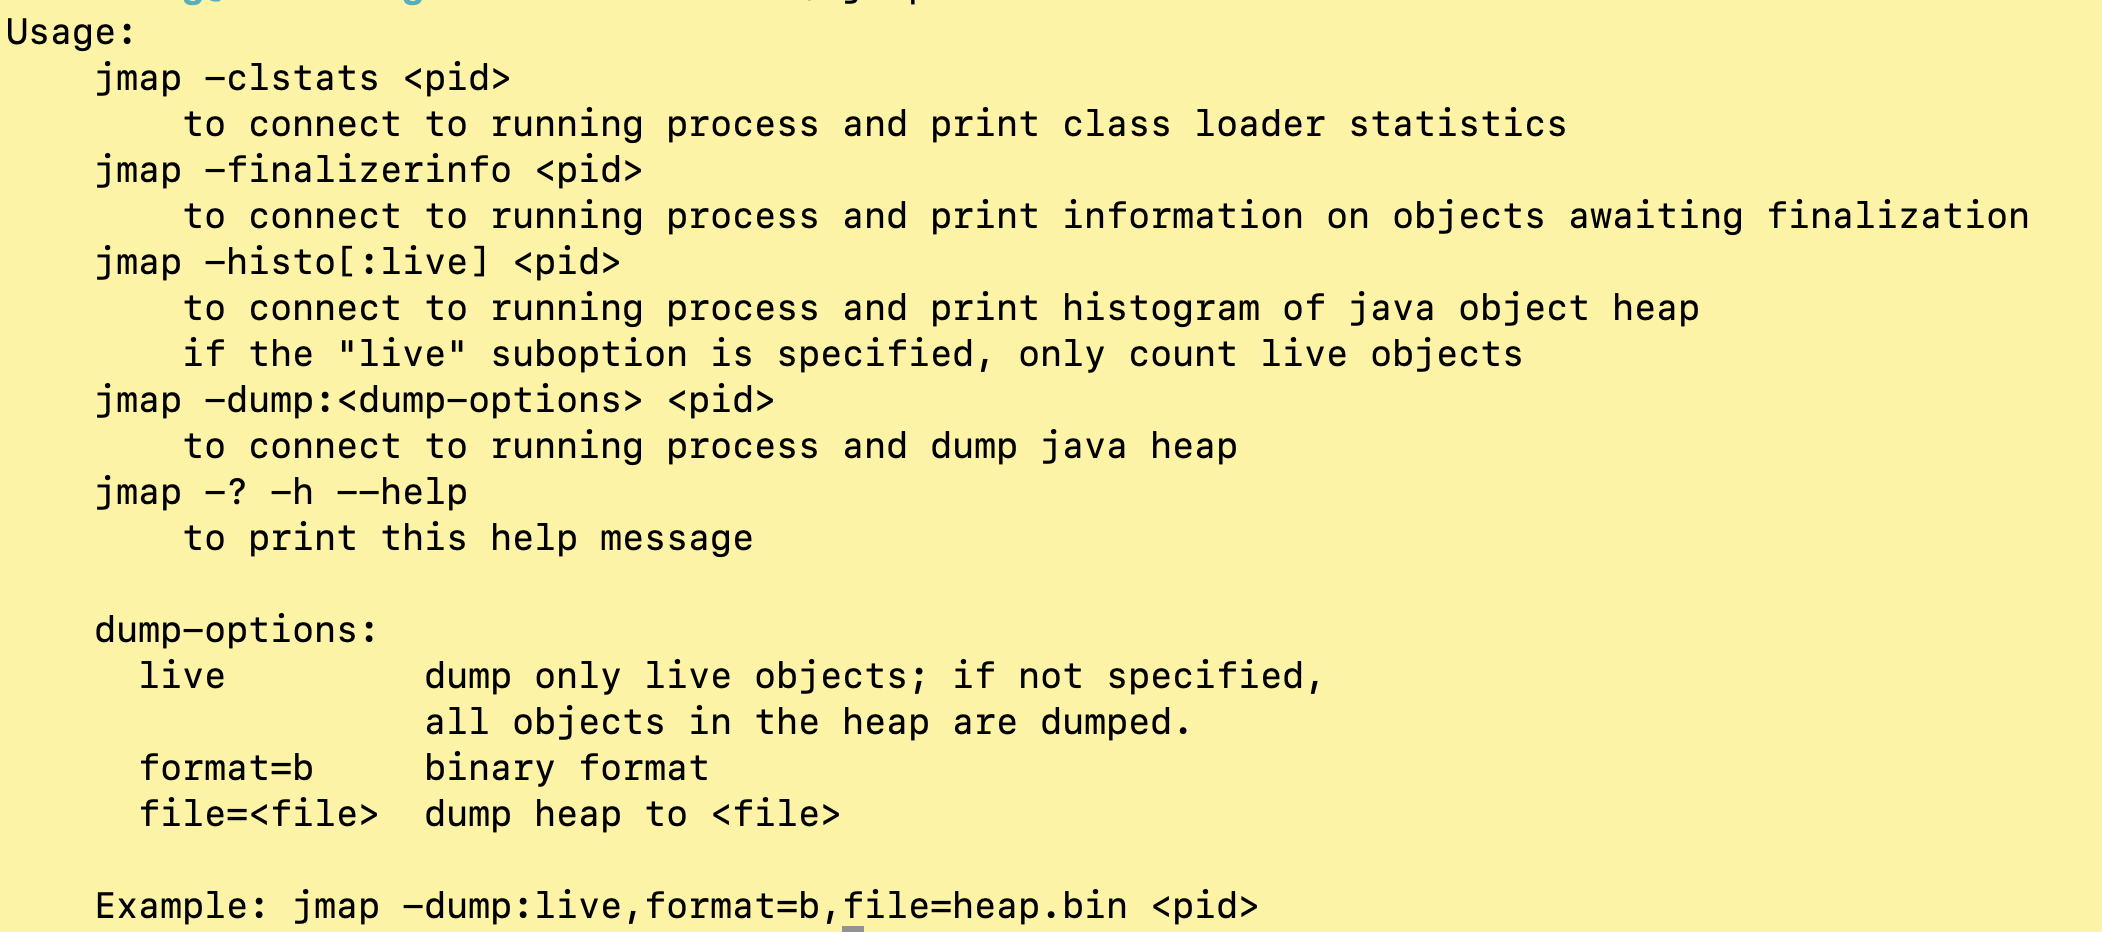 Usage:
    jmap -clstats <pid>
        to connect to running process and print class loader statistics
    jmap -finalizerinfo <pid>
        to connect to running process and print information on objects awaiting finalization
    jmap -histo[:live] <pid>
        to connect to running process and print histogram of java object heap
        if the "live" suboption is specified, only count live objects
    jmap -dump:<dump-options> <pid>
        to connect to running process and dump java heap
    jmap -? -h --help
        to print this help message

    dump-options:
      live         dump only live objects; if not specified,
                   all objects in the heap are dumped.
      format=b     binary format
      file=<file>  dump heap to <file>

    Example: jmap -dump:live,format=b,file=heap.bin <pid>